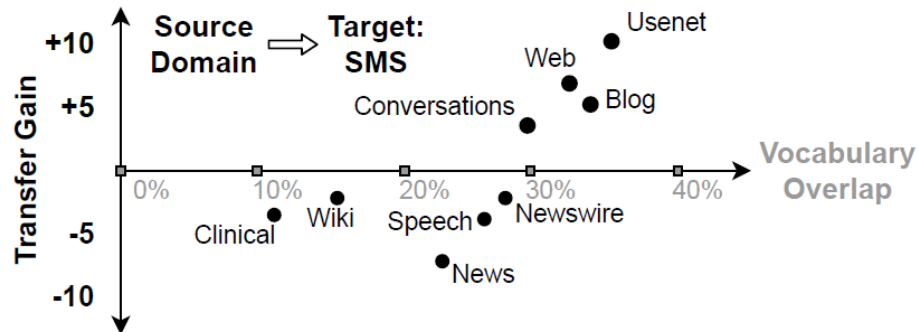 +10
+5
-5
-10
Transfer Gain
Source
Domain
Target:
SMS
Usenet
Web
Blog
Conversations
Vocabulary
Overlap
0%
10%
20%
30%
40%
Clinical
Wiki
Speech
Newswire
News